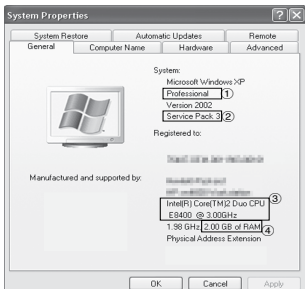 System Properties
System Restore Automatic Updates Remote
General Computer Name Hardware Advanced
System:
Microsoft Windows XP
Professional ①
Version 2002
Service Pack 3 ②
Registered to:
Manufactured and supported by:
Intel(R) Core(TM)2 Duo CPU ③
E8400 @ 3.00GHz
1.98 GHz, 2.00 GB of RAM ④
Physical Address Extension
OK Cancel Apply